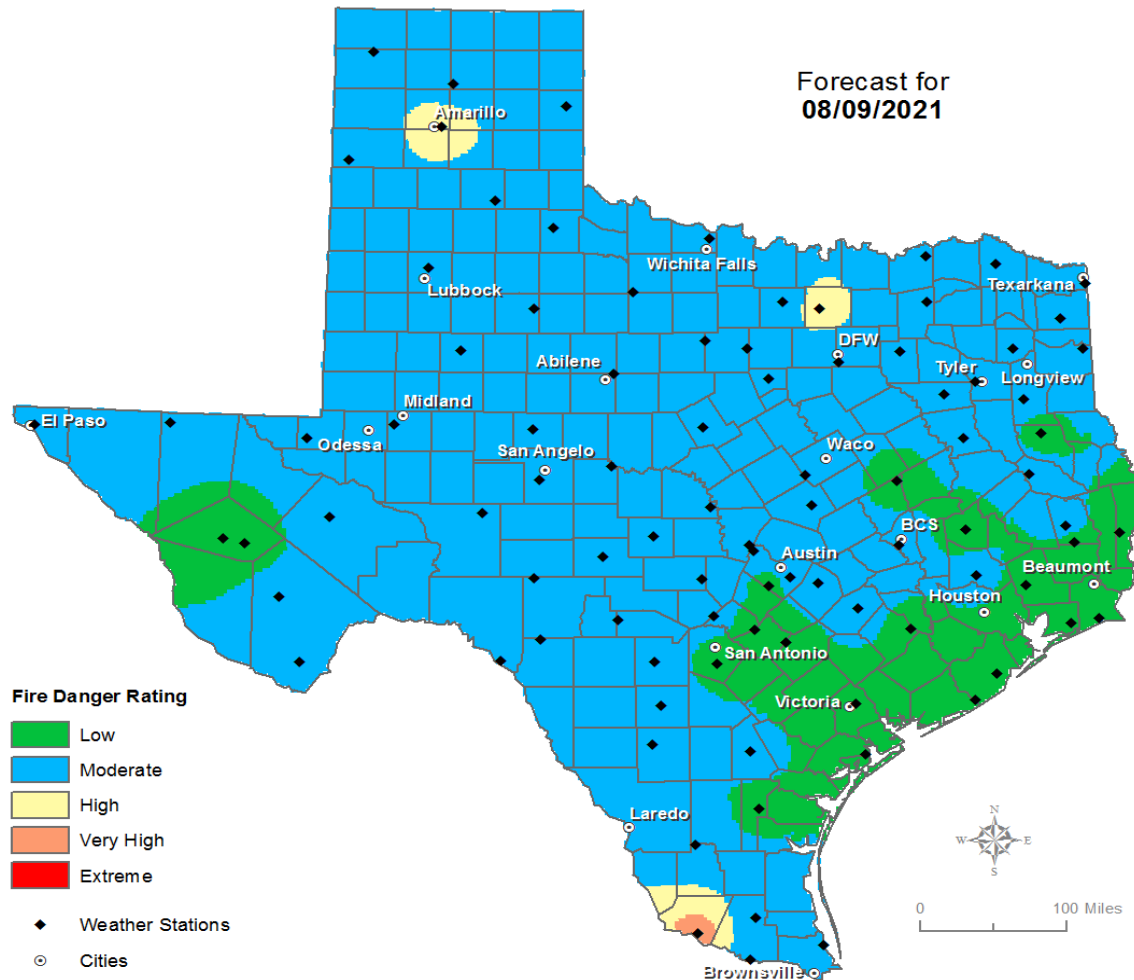 Forecast for
08/09/2021
Amarillo
Wichita Falls
Lubbock
Texarkana
DFW
Abilene
Tyler
Longview
Midland
El Paso
Odessa
San Angelo
Waco
BCS
Austin
Beaumont
Houston
San Antonio
Victoria
Laredo
Brownsville
Fire Danger Rating
Low
Moderate
High
Very High
Extreme
Weather Stations
Cities
N
W E
S
0 100 Miles